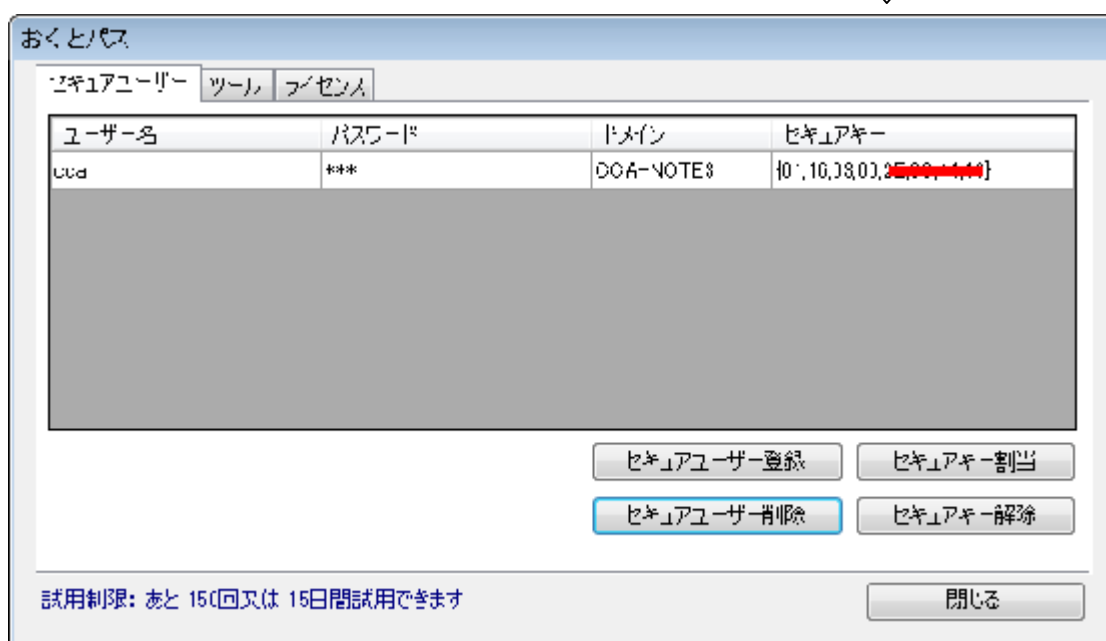 おくとパス
セキュアユーザー ツール ライセンス
ユーザー名 パスワード ドメイン セキュアキー
cca *** CCA-NOTES
セキュアユーザー登録 セキュアキー割当
セキュアユーザー削除 セキュアキー解除
試用制限: あと 150回又は 15日間試用できます 閉じる